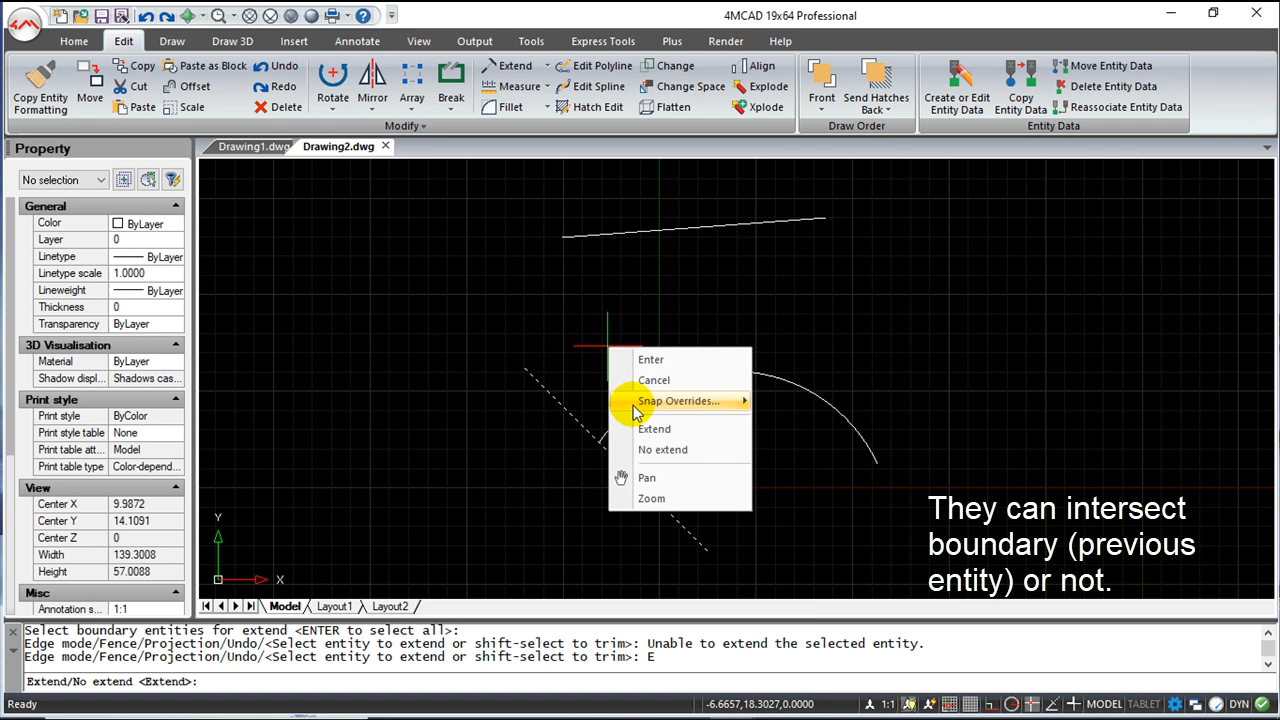 4MCAD 19x64 Professional
Home Edit Draw Draw 3D Insert Annotate View Output Tools Express Tools Plus Render Help
Copy Entity Formatting
Move
Copy
Cut
Paste
Paste as Block
Offset
Scale
Undo
Redo
Delete
Rotate
Mirror
Array
Break
Extend
Measure
Fillet
Edit Polyline
Edit Spline
Hatch Edit
Change
Change Space
Flatten
Align
Explode
Xplode
Front
Send Hatches Back
Create or Edit Entity Data
Copy Entity Data
Move Entity Data
Delete Entity Data
Reassociate Entity Data
Modify
Draw Order
Entity Data
Property
Drawing1.dwg
Drawing2.dwg
No selection
General
Color ByLayer
Layer 0
Linetype ByLayer
Linetype scale 1.0000
Lineweight ByLayer
Thickness 0
Transparency ByLayer
3D Visualisation
Material ByLayer
Shadow displ... Shadows cas...
Print style
Print style ByColor
Print style table None
Print table att... Model
Print table type Color-depend...
View
Center X 9.9872
Center Y 14.1091
Center Z 0
Width 139.3008
Height 57.0088
Misc
Annotation s... 1:1
Enter
Cancel
Snap Overrides...
Extend
No extend
Pan
Zoom
They can intersect
boundary (previous
entity) or not.
Y
X
Model Layout1 Layout2
Select boundary entities for extend <ENTER to select all>:
Edge mode/Fence/Projection/Undo/<Select entity to extend or shift-select to trim>: Unable to extend the selected entity.
Edge mode/Fence/Projection/Undo/<Select entity to extend or shift-select to trim>: E
Extend/No extend <Extend>:
Ready
-6.6657,18.3027,0.0000
1:1
MODEL
TABLET
DYN